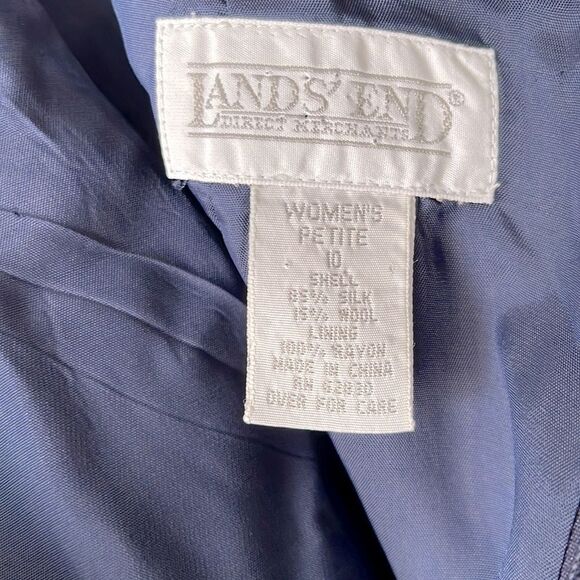 LANDS' END®
DIRECT MERCHANTS
WOMEN'S
PETITE
10
SHELL
85% SILK
15% WOOL
LINING
100% RAYON
MADE IN CHINA
RN 62830
OVER FOR CARE